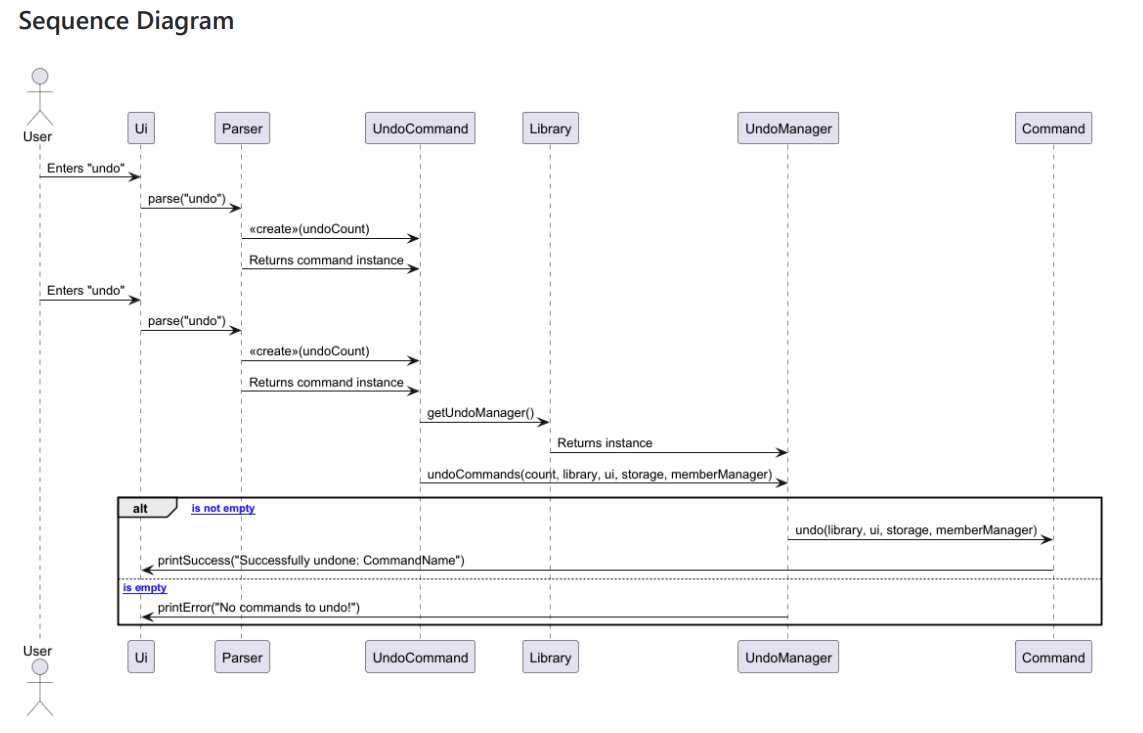 Sequence Diagram
User
Ui
Parser
UndoCommand
Library
UndoManager
Command
Enters "undo"
parse("undo")
«create»(undoCount)
Returns command instance
Enters "undo"
parse("undo")
«create»(undoCount)
Returns command instance
getUndoManager()
Returns instance
undoCommands(count, library, ui, storage, memberManager)
alt
is not empty
undo(library, ui, storage, memberManager)
printSuccess("Successfully undone: CommandName")
is empty
printError("No commands to undo!")
User
Ui
Parser
UndoCommand
Library
UndoManager
Command